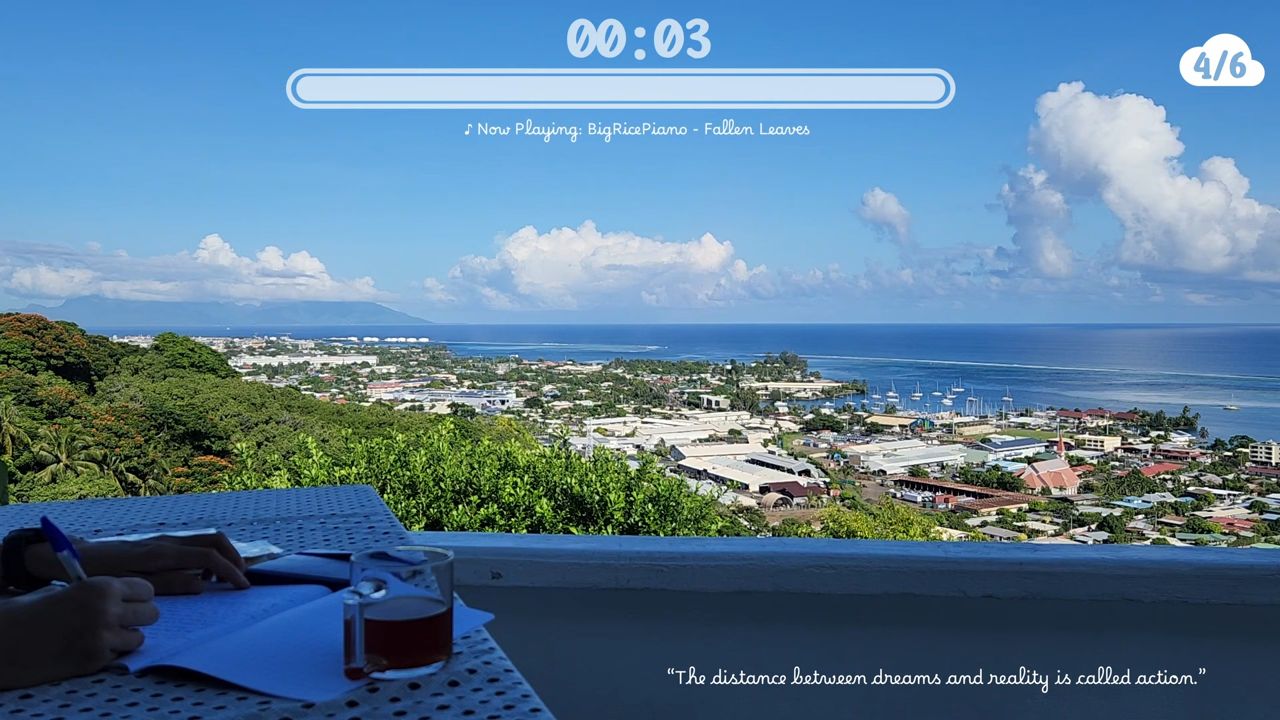 00:03
4/6
♪ Now Playing: BigRicePiano - Fallen Leaves
“The distance between dreams and reality is called action.”